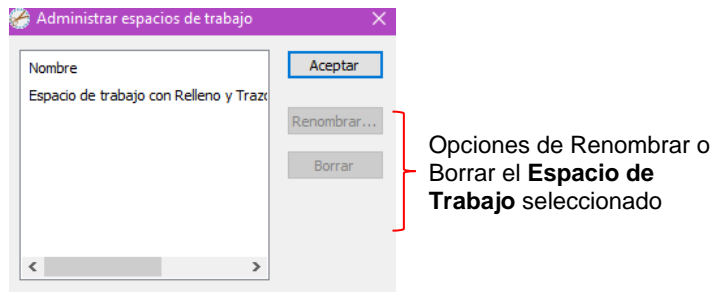 Administrar espacios de trabajo
Nombre
Espacio de trabajo con Relleno y Trazo
Aceptar
Renombrar...
Borrar
Opciones de Renombrar o
Borrar el Espacio de
Trabajo seleccionado